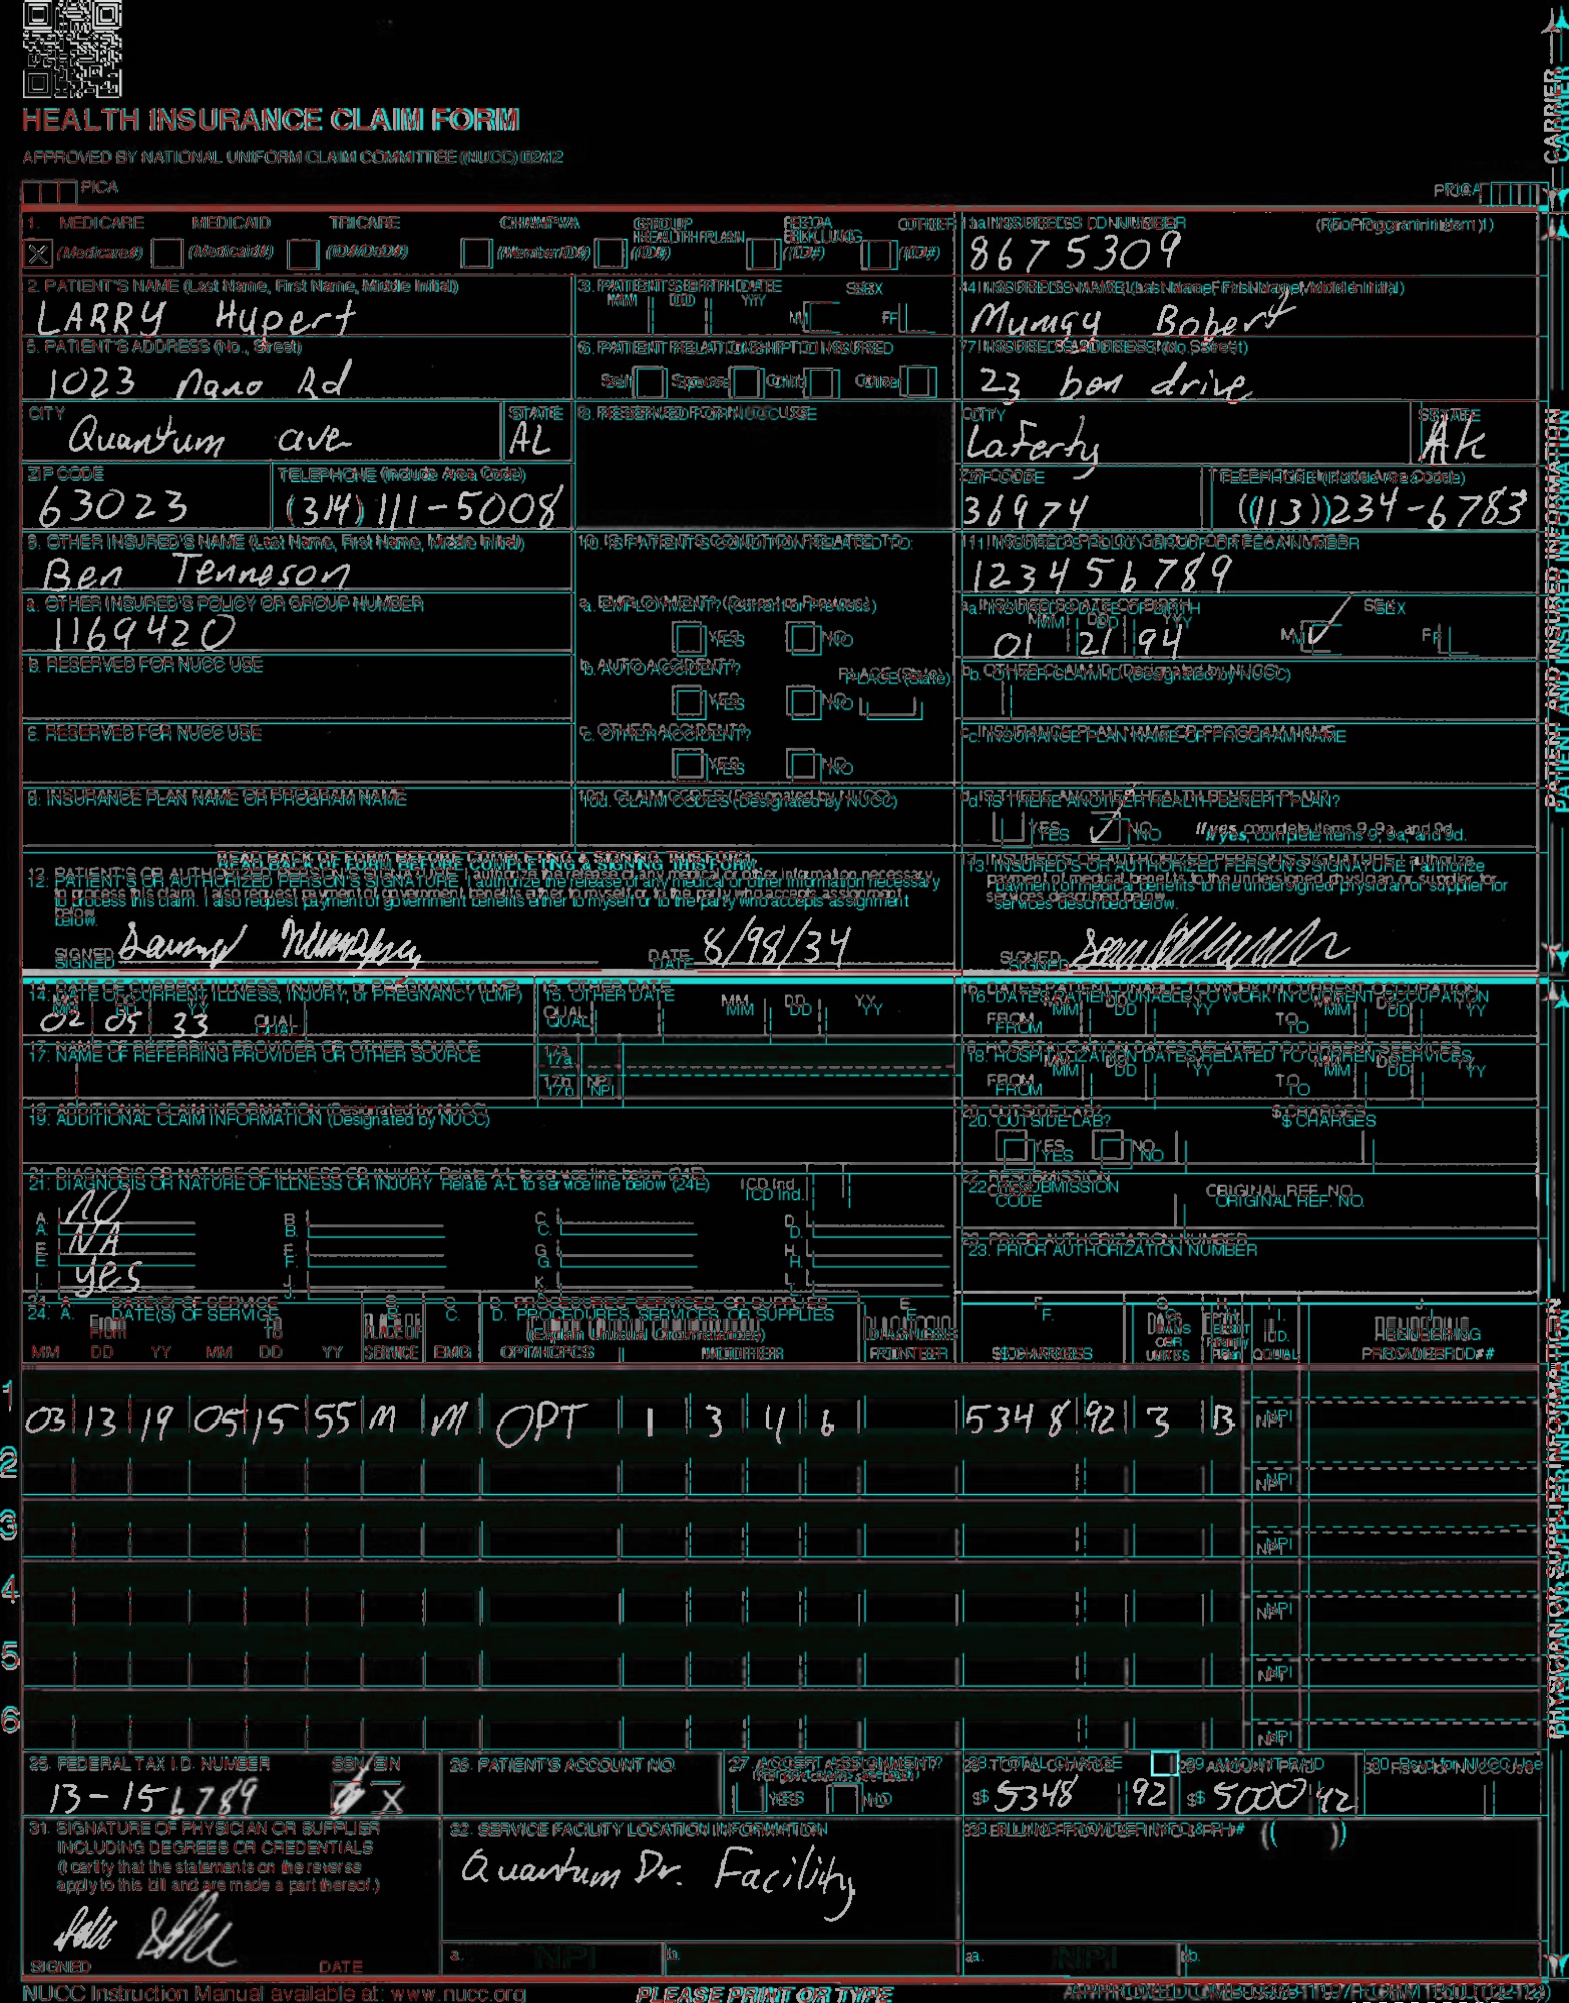 HEALTH INSURANCE CLAIM FORM
APPROVED BY NATIONAL UNIFORM CLAIM COMMITTEE (NUCC) 02/12
PICA PICA
CARRIER
1. MEDICARE MEDICAID TRICARE CHAMPVA GROUP HEALTH PLAN FECA BLK LUNG OTHER
X (Medicare#) (Medicaid#) (ID#/DoD#) (Member ID#) (ID#) (ID#) (ID#)
1a. INSURED'S I.D. NUMBER (For Program in Item 1)
8675309
2. PATIENT'S NAME (Last Name, First Name, Middle Initial)
LARRY Hupert
3. PATIENT'S BIRTH DATE SEX
MM DD YY M F
4. INSURED'S NAME (Last Name, First Name, Middle Initial)
Mumgy Bobert
5. PATIENT'S ADDRESS (No., Street)
1023 nano Rd
6. PATIENT RELATIONSHIP TO INSURED
Self Spouse Child Other
7. INSURED'S ADDRESS (No., Street)
23 ben drive
CITY STATE
Quantum ave AL
8. RESERVED FOR NUCC USE
CITY STATE
Laferty AK
ZIP CODE TELEPHONE (Include Area Code)
63023 (314) 111-5008
ZIP CODE TELEPHONE (Include Area Code)
36974 (113) 234-6783
9. OTHER INSURED'S NAME (Last Name, First Name, Middle Initial)
Ben Tenneson
10. IS PATIENT'S CONDITION RELATED TO:
11. INSURED'S POLICY GROUP OR FECA NUMBER
123456789
a. OTHER INSURED'S POLICY OR GROUP NUMBER
1169420
a. EMPLOYMENT? (Current or Previous)
YES NO
a. INSURED'S DATE OF BIRTH SEX
MM DD YY
01 21 94 M F
b. RESERVED FOR NUCC USE
b. AUTO ACCIDENT? PLACE (State)
YES NO
b. OTHER CLAIM ID (Designated by NUCC)
c. RESERVED FOR NUCC USE
c. OTHER ACCIDENT?
YES NO
c. INSURANCE PLAN NAME OR PROGRAM NAME
d. INSURANCE PLAN NAME OR PROGRAM NAME
10d. CLAIM CODES (Designated by NUCC)
d. IS THERE ANOTHER HEALTH BENEFIT PLAN?
YES NO If yes, complete items 9, 9a, and 9d.
PATIENT AND INSURED INFORMATION
READ BACK OF FORM BEFORE COMPLETING & SIGNING THIS FORM.
12. PATIENT'S OR AUTHORIZED PERSON'S SIGNATURE I authorize the release of any medical or other information necessary
to process this claim. I also request payment of government benefits either to myself or to the party who accepts assignment
below.
SIGNED DATE 8/98/34
13. INSURED'S OR AUTHORIZED PERSON'S SIGNATURE I authorize
payment of medical benefits to the undersigned physician or supplier for
services described below.
SIGNED
14. DATE OF CURRENT ILLNESS, INJURY, or PREGNANCY (LMP)
MM DD YY
02 05 33 QUAL.
15. OTHER DATE
QUAL. MM DD YY
16. DATES PATIENT UNABLE TO WORK IN CURRENT OCCUPATION
MM DD YY MM DD YY
FROM TO
17. NAME OF REFERRING PROVIDER OR OTHER SOURCE
17a.
17b. NPI
18. HOSPITALIZATION DATES RELATED TO CURRENT SERVICES
MM DD YY MM DD YY
FROM TO
19. ADDITIONAL CLAIM INFORMATION (Designated by NUCC)
20. OUTSIDE LAB? $ CHARGES
YES NO
21. DIAGNOSIS OR NATURE OF ILLNESS OR INJURY Relate A-L to service line below (24E) ICD Ind.
A. NO B. C. D.
E. NA F. G. H.
I. yes J. K. L.
22. RESUBMISSION CODE ORIGINAL REF. NO.
23. PRIOR AUTHORIZATION NUMBER
24. A. DATE(S) OF SERVICE B. C. D. PROCEDURES, SERVICES, OR SUPPLIES E. F. G. H. I. J.
From To PLACE OF (Explain Unusual Circumstances) DIAGNOSIS DAYS OR UNITS EPSDT Family Plan ID. RENDERING
MM DD YY MM DD YY SERVICE EMG CPT/HCPCS MODIFIER POINTER $ CHARGES QUAL. PROVIDER ID. #
1 03 13 19 05 15 55 M M OPT 1 3 4 6 5348 92 3 B NPI
2 NPI
3 NPI
4 NPI
5 NPI
6 NPI
PHYSICIAN OR SUPPLIER INFORMATION
25. FEDERAL TAX I.D. NUMBER SSN EIN
13-156789 X
26. PATIENT'S ACCOUNT NO.
27. ACCEPT ASSIGNMENT?
(For govt. claims, see back)
YES NO
28. TOTAL CHARGE
$ 5348 92
29. AMOUNT PAID
$ 5000 42
30. Rsvd for NUCC Use
31. SIGNATURE OF PHYSICIAN OR SUPPLIER
INCLUDING DEGREES OR CREDENTIALS
(I certify that the statements on the reverse
apply to this bill and are made a part thereof.)
SIGNED DATE
32. SERVICE FACILITY LOCATION INFORMATION
Quantum Dr. Facility
a. NPI b.
33. BILLING PROVIDER INFO & PH # ( )
a. NPI b.
NUCC Instruction Manual available at: www.nucc.org
PLEASE PRINT OR TYPE
APPROVED OMB-0938-1197 FORM 1500 (02-12)